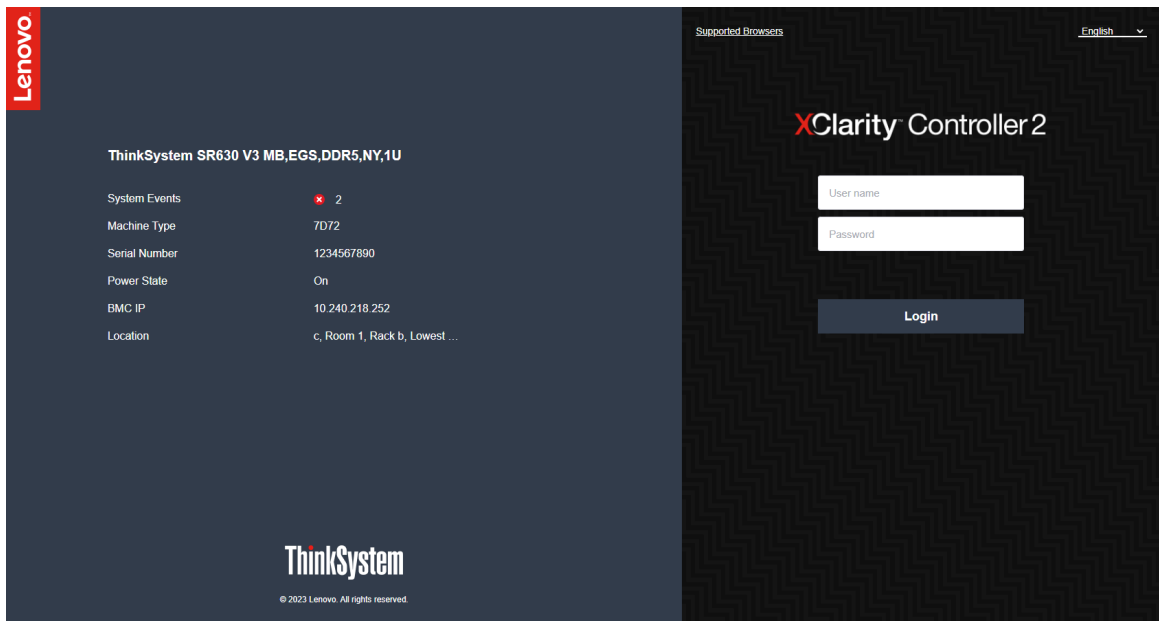 Lenovo.
ThinkSystem SR630 V3 MB,EGS,DDR5,NY,1U
System Events 2
Machine Type 7D72
Serial Number 1234567890
Power State On
BMC IP 10.240.218.252
Location c, Room 1, Rack b, Lowest ...
ThinkSystem
© 2023 Lenovo. All rights reserved.
Supported Browsers English
XClarity™ Controller 2
User name
Password
Login